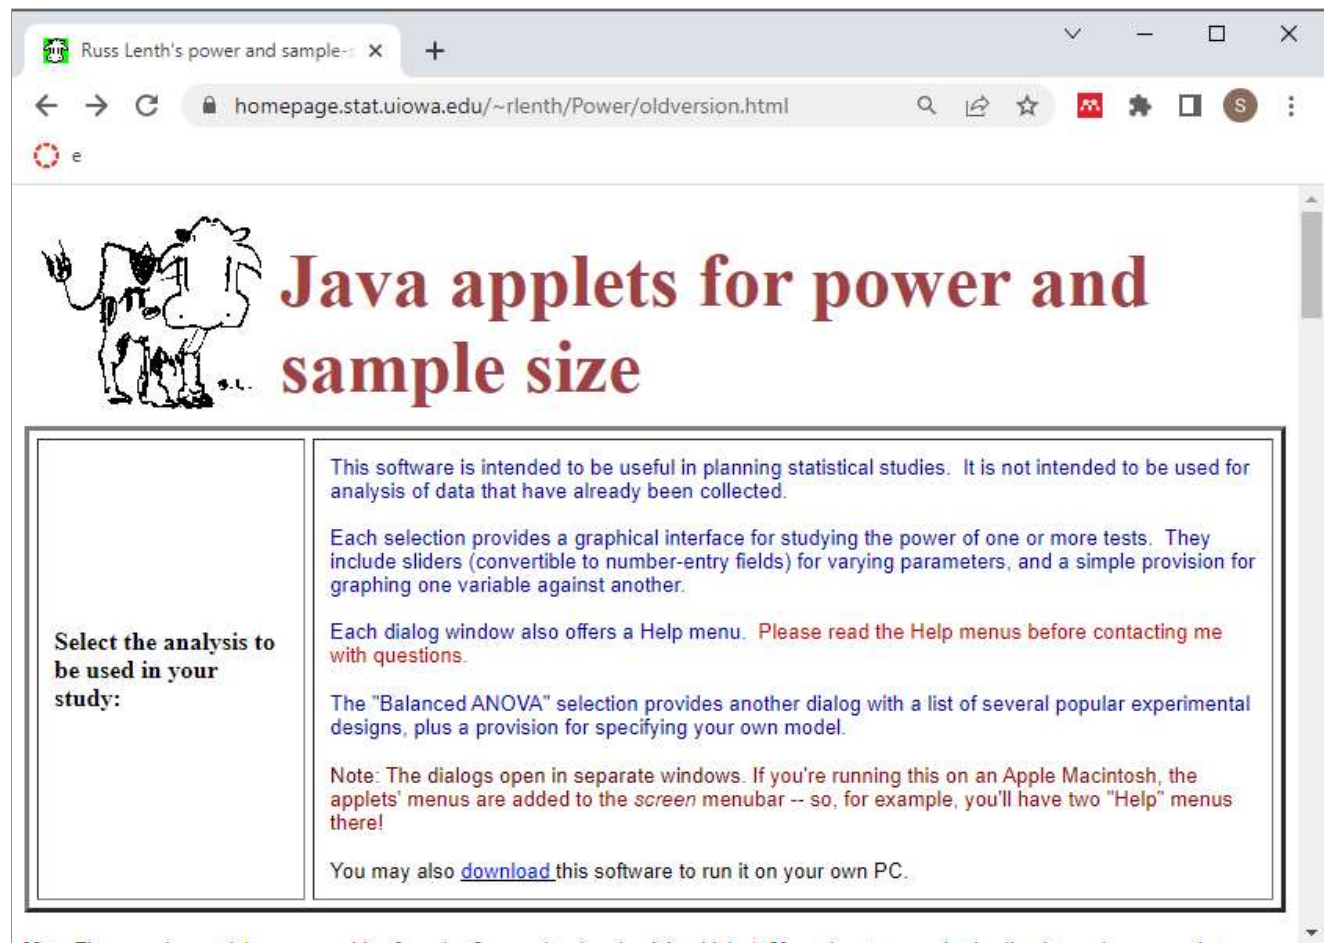 Russ Lenth's power and sample-s
homepage.stat.uiowa.edu/~rlenth/Power/oldversion.html
S
e
B.L.
Java applets for power and
sample size
Select the analysis to
be used in your
study:
This software is intended to be useful in planning statistical studies.  It is not intended to be used for
analysis of data that have already been collected.
Each selection provides a graphical interface for studying the power of one or more tests.  They
include sliders (convertible to number-entry fields) for varying parameters, and a simple provision for
graphing one variable against another.
Each dialog window also offers a Help menu.  Please read the Help menus before contacting me
with questions.
The "Balanced ANOVA" selection provides another dialog with a list of several popular experimental
designs, plus a provision for specifying your own model.
Note: The dialogs open in separate windows. If you're running this on an Apple Macintosh, the
applets' menus are added to the screen menubar -- so, for example, you'll have two "Help" menus
there!
You may also download this software to run it on your own PC.